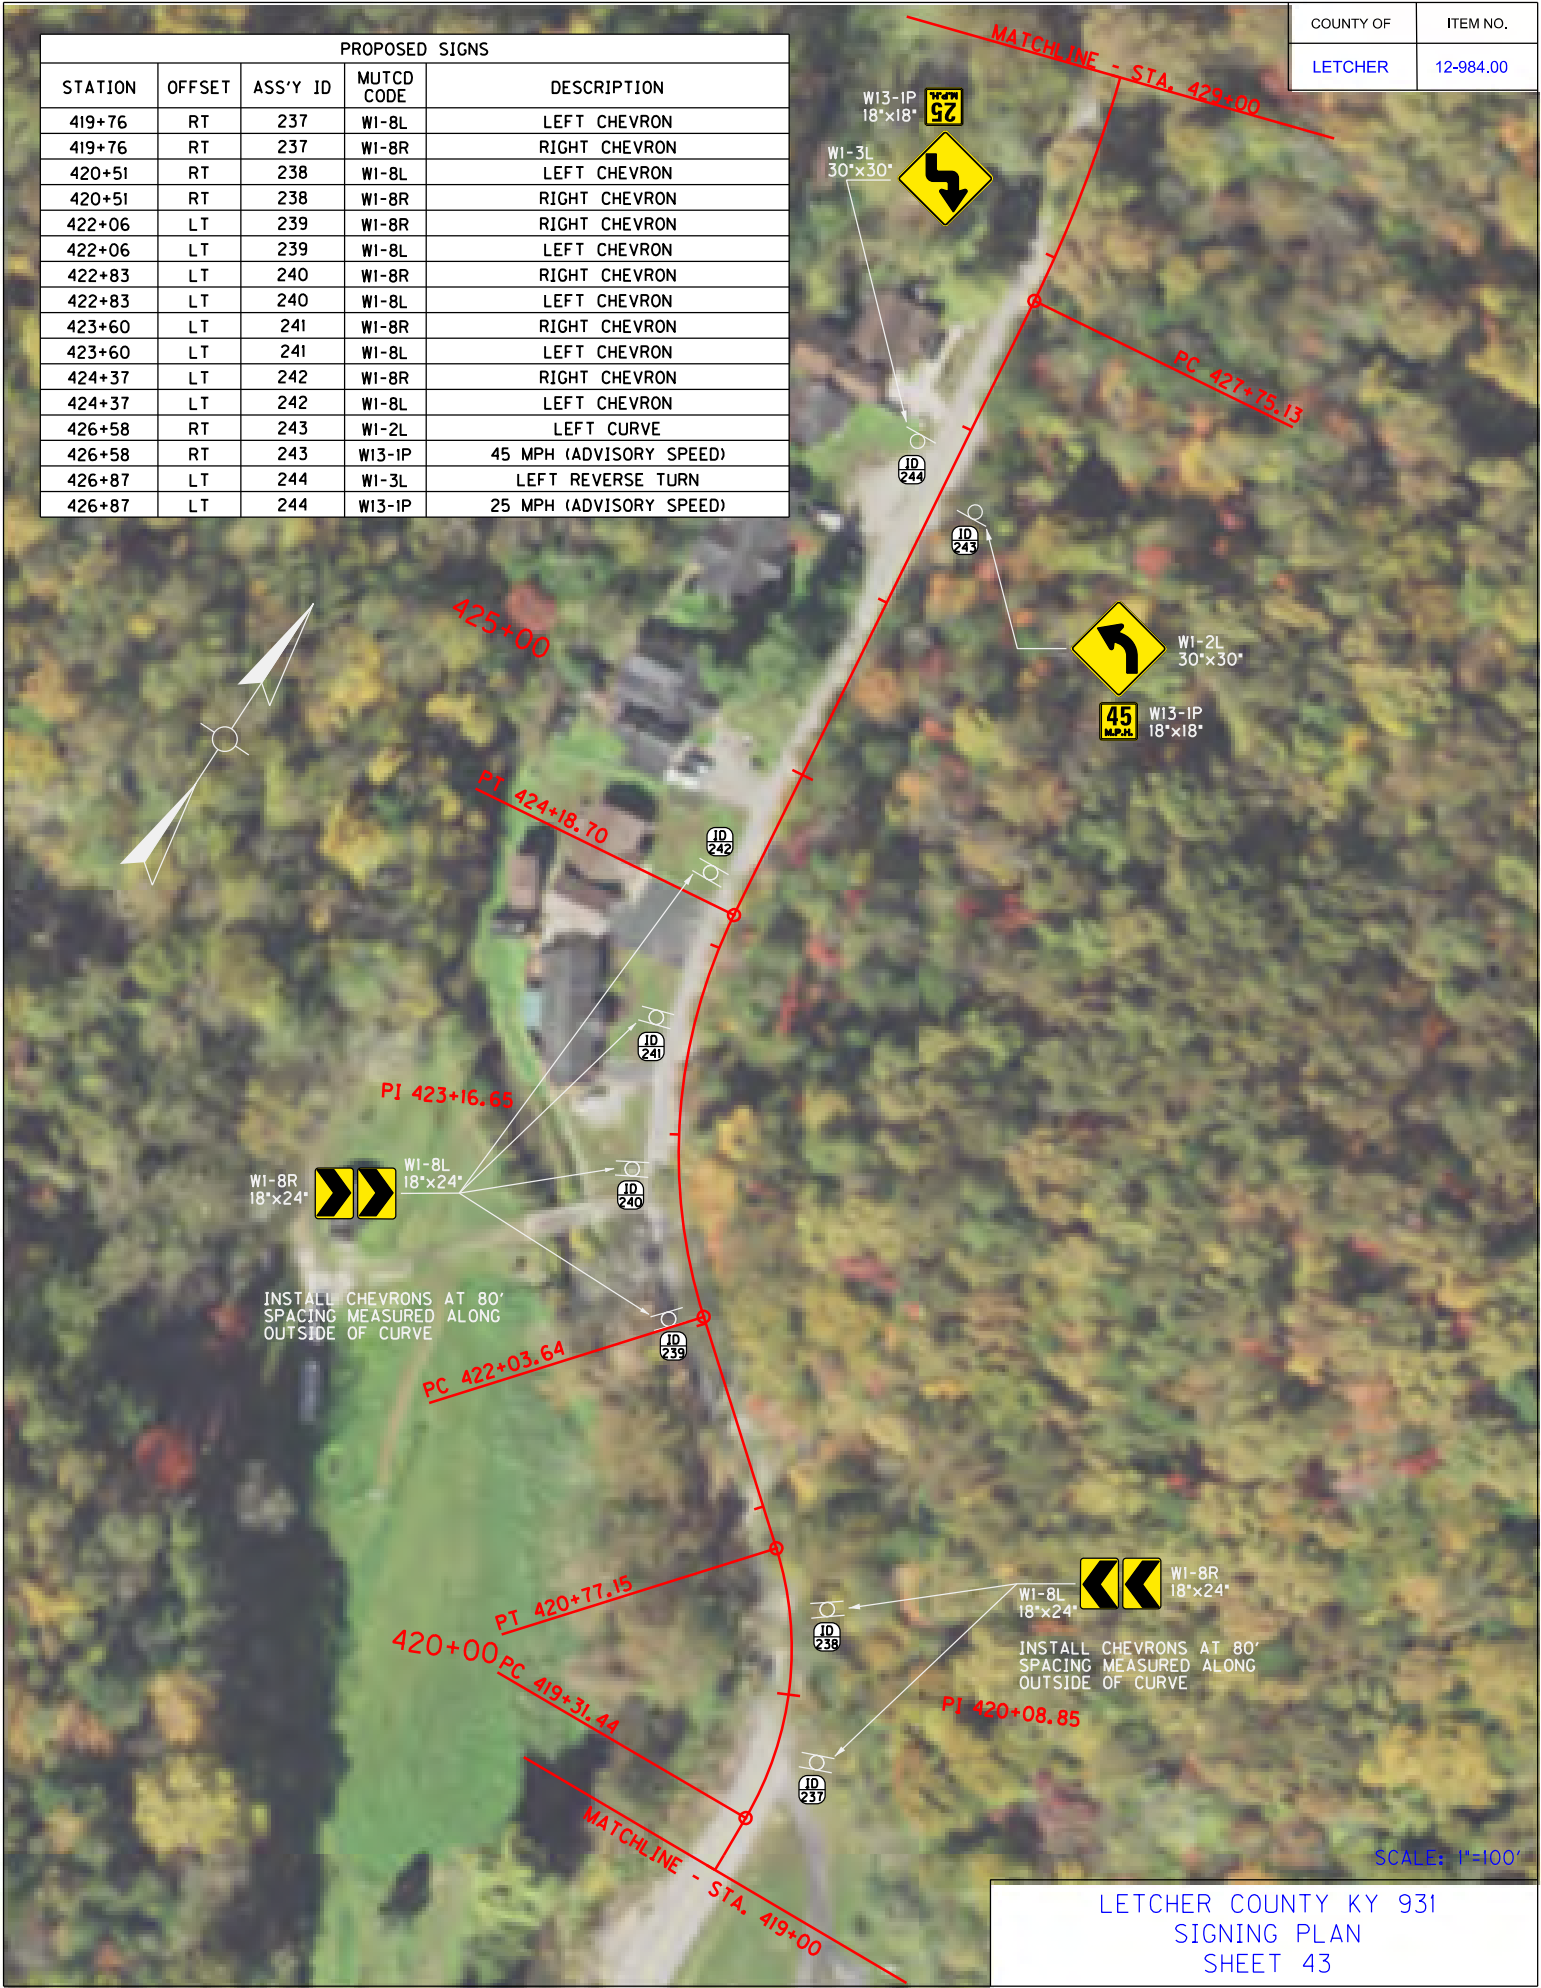 COUNTY OF ITEM NO.
LETCHER 12-984.00
PROPOSED SIGNS
STATION OFFSET ASS'Y ID MUTCD CODE DESCRIPTION
419+76 RT 237 W1-8L LEFT CHEVRON
419+76 RT 237 W1-8R RIGHT CHEVRON
420+51 RT 238 W1-8L LEFT CHEVRON
420+51 RT 238 W1-8R RIGHT CHEVRON
422+06 LT 239 W1-8R RIGHT CHEVRON
422+06 LT 239 W1-8L LEFT CHEVRON
422+83 LT 240 W1-8R RIGHT CHEVRON
422+83 LT 240 W1-8L LEFT CHEVRON
423+60 LT 241 W1-8R RIGHT CHEVRON
423+60 LT 241 W1-8L LEFT CHEVRON
424+37 LT 242 W1-8R RIGHT CHEVRON
424+37 LT 242 W1-8L LEFT CHEVRON
426+58 RT 243 W1-2L LEFT CURVE
426+58 RT 243 W13-1P 45 MPH (ADVISORY SPEED)
426+87 LT 244 W1-3L LEFT REVERSE TURN
426+87 LT 244 W13-1P 25 MPH (ADVISORY SPEED)
MATCHLINE - STA. 429+00
W13-1P
18"x18"
25
M.P.H.
W1-3L
30"x30"
PC 427+75.13
ID
244
ID
243
W1-2L
30"x30"
45
M.P.H.
W13-1P
18"x18"
425+00
PT 424+18.70
ID
242
ID
241
PI 423+16.65
W1-8R
18"x24"
W1-8L
18"x24"
ID
240
INSTALL CHEVRONS AT 80'
SPACING MEASURED ALONG
OUTSIDE OF CURVE
ID
239
PC 422+03.64
PT 420+77.15
W1-8L
18"x24"
W1-8R
18"x24"
ID
238
INSTALL CHEVRONS AT 80'
SPACING MEASURED ALONG
OUTSIDE OF CURVE
420+00
PC 419+31.44
PI 420+08.85
ID
237
MATCHLINE - STA. 419+00
SCALE: 1"=100'
LETCHER COUNTY KY 931
SIGNING PLAN
SHEET 43